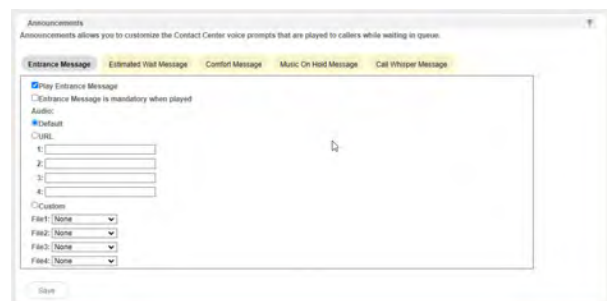 Announcements
Announcements allows you to customize the Contact Center voice prompts that are played to callers while waiting in queue.
Entrance Message Estimated Wait Message Comfort Message Music On Hold Message Call Whisper Message
Play Entrance Message
Entrance Message is mandatory when played
Audio:
Default
URL
1:
2:
3:
4:
Custom
File1: None
File2: None
File3: None
File4: None
Save